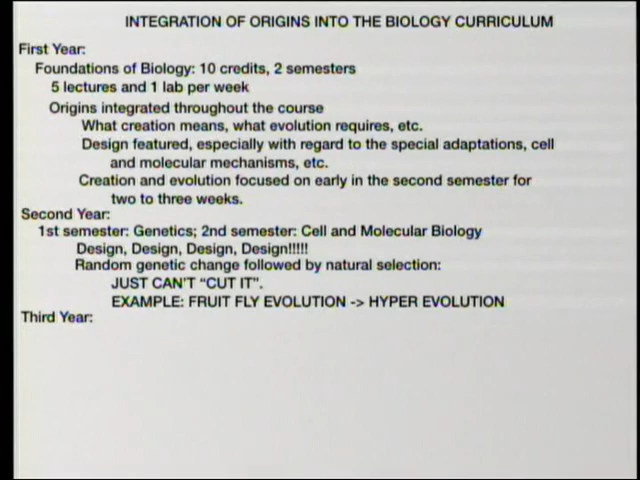 INTEGRATION OF ORIGINS INTO THE BIOLOGY CURRICULUM
First Year:
Foundations of Biology: 10 credits, 2 semesters
5 lectures and 1 lab per week
Origins integrated throughout the course
What creation means, what evolution requires, etc.
Design featured, especially with regard to the special adaptations, cell
and molecular mechanisms, etc.
Creation and evolution focused on early in the second semester for
two to three weeks.
Second Year:
1st semester: Genetics; 2nd semester: Cell and Molecular Biology
Design, Design, Design, Design!!!!!
Random genetic change followed by natural selection:
JUST CAN'T “CUT IT”.
EXAMPLE: FRUIT FLY EVOLUTION -> HYPER EVOLUTION
Third Year: